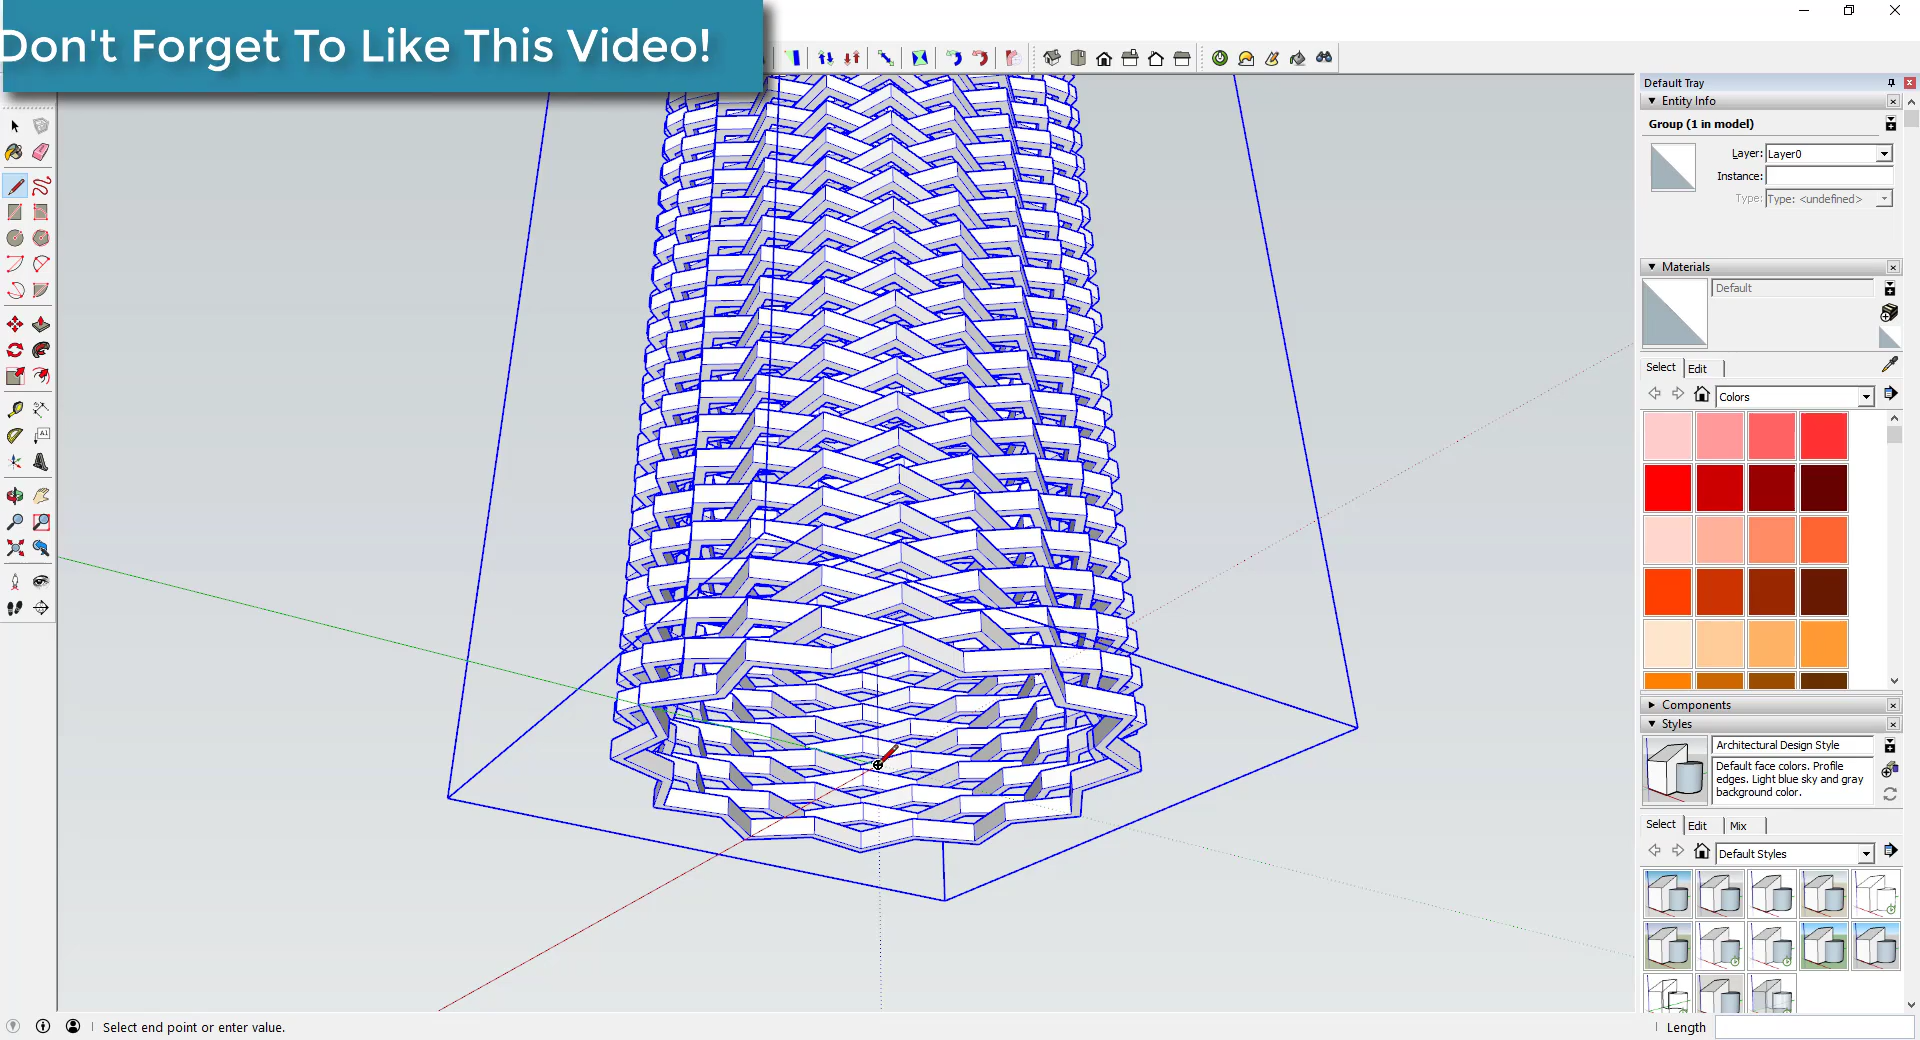 Don't Forget To Like This Video!
Default Tray
Entity Info
Group (1 in model)
Layer: Layer0
Instance:
Type: Type: <undefined>
Materials
Default
Select Edit
Colors
Components
Styles
Architectural Design Style
Default face colors. Profile
edges. Light blue sky and gray
background color.
Select Edit Mix
Default Styles
Select end point or enter value.
Length